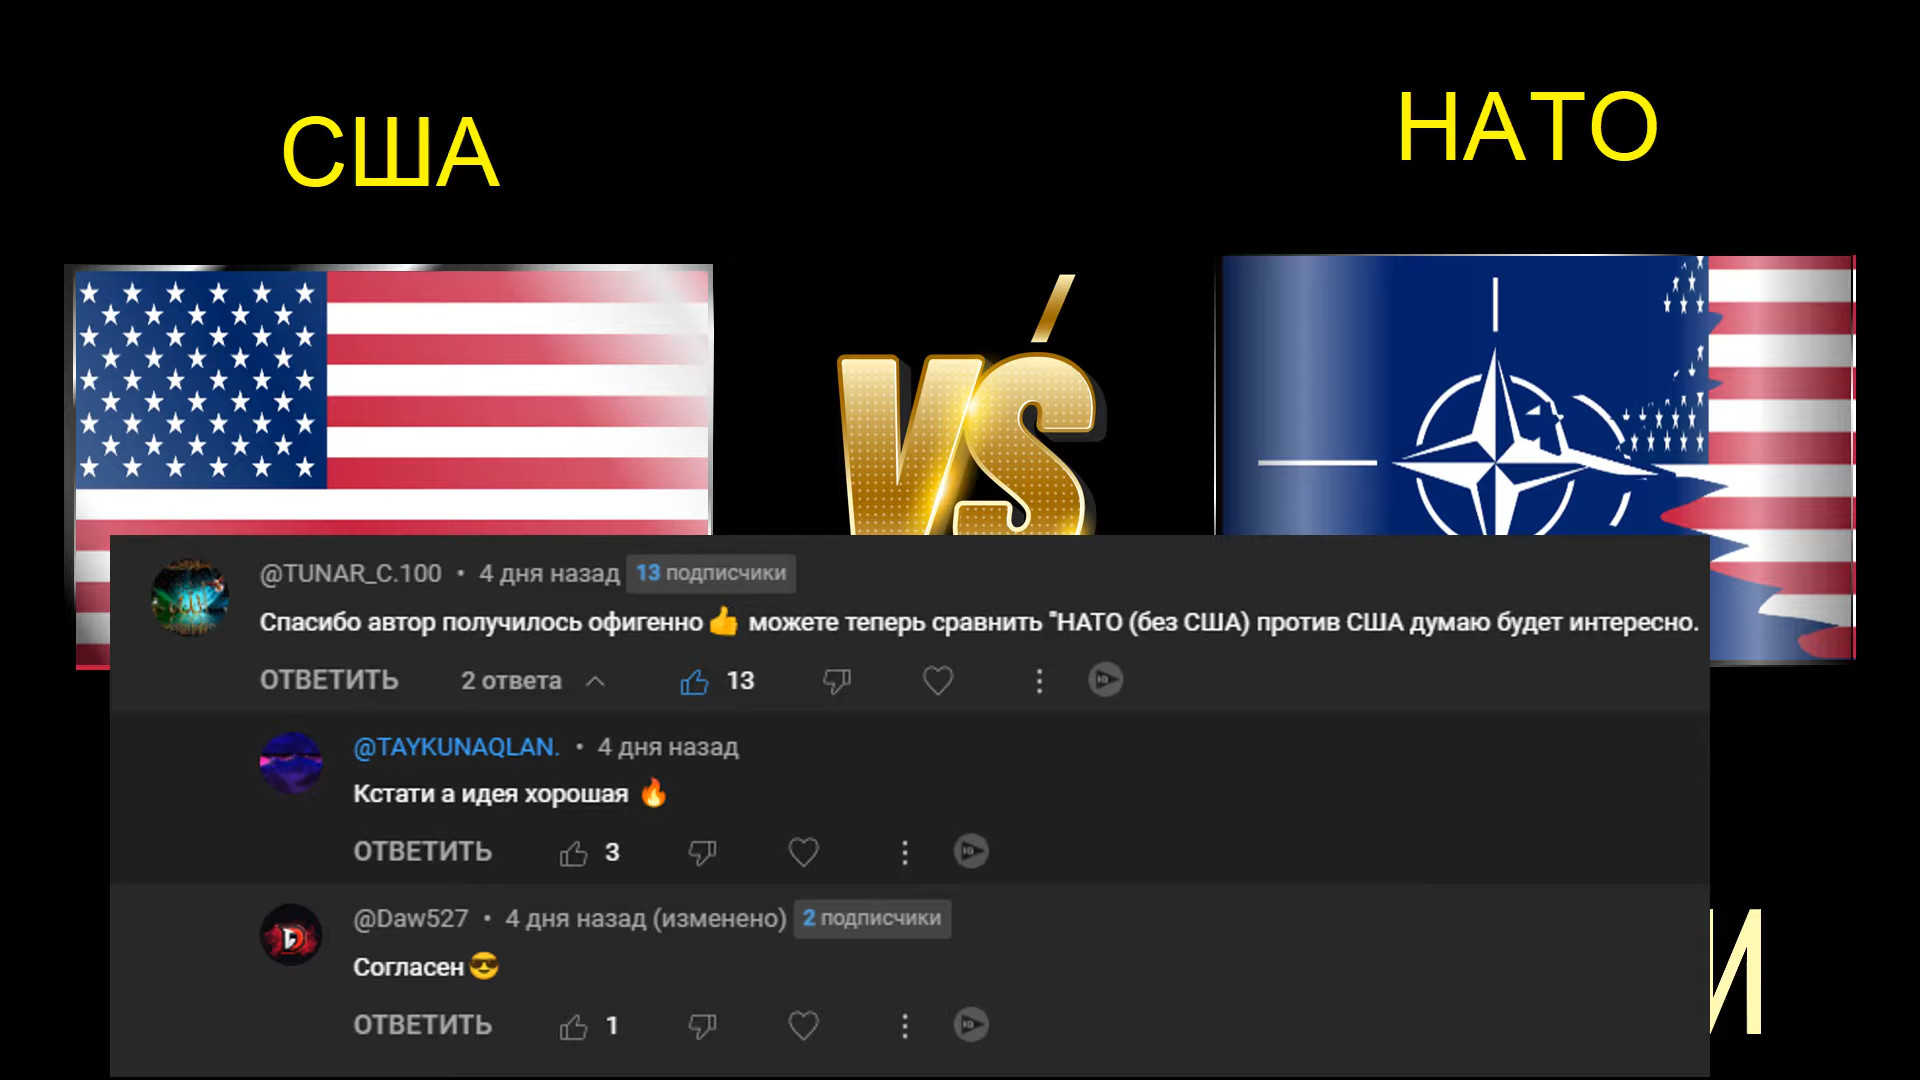 США
НАТО
VS
@TUNAR_C.100 • 4 дня назад 13 подписчики
Спасибо автор получилось офигенно 👍 можете теперь сравнить "НАТО (без США) против США думаю будет интересно.
ОТВЕТИТЬ 2 ответа 13
@TAYKUNAQLAN. • 4 дня назад
Кстати а идея хорошая 🔥
ОТВЕТИТЬ 3
@Daw527 • 4 дня назад (изменено) 2 подписчики
Согласен 😎
ОТВЕТИТЬ 1
И